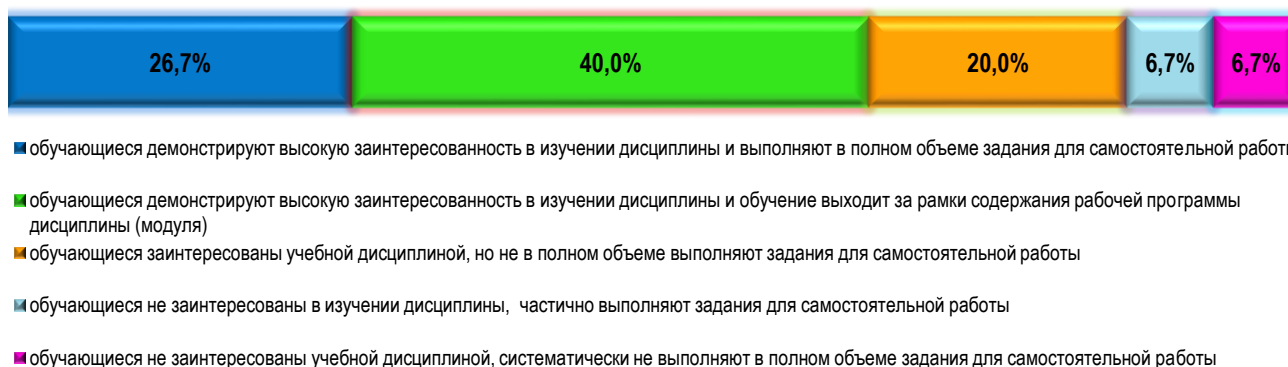 26,7% 40,0% 20,0% 6,7% 6,7%
обучающиеся демонстрируют высокую заинтересованность в изучении дисциплины и выполняют в полном объеме задания для самостоятельной работ
обучающиеся демонстрируют высокую заинтересованность в изучении дисциплины и обучение выходит за рамки содержания рабочей программы
дисциплины (модуля)
обучающиеся заинтересованы учебной дисциплиной, но не в полном объеме выполняют задания для самостоятельной работы
обучающиеся не заинтересованы в изучении дисциплины, частично выполняют задания для самостоятельной работы
обучающиеся не заинтересованы учебной дисциплиной, систематически не выполняют в полном объеме задания для самостоятельной работы